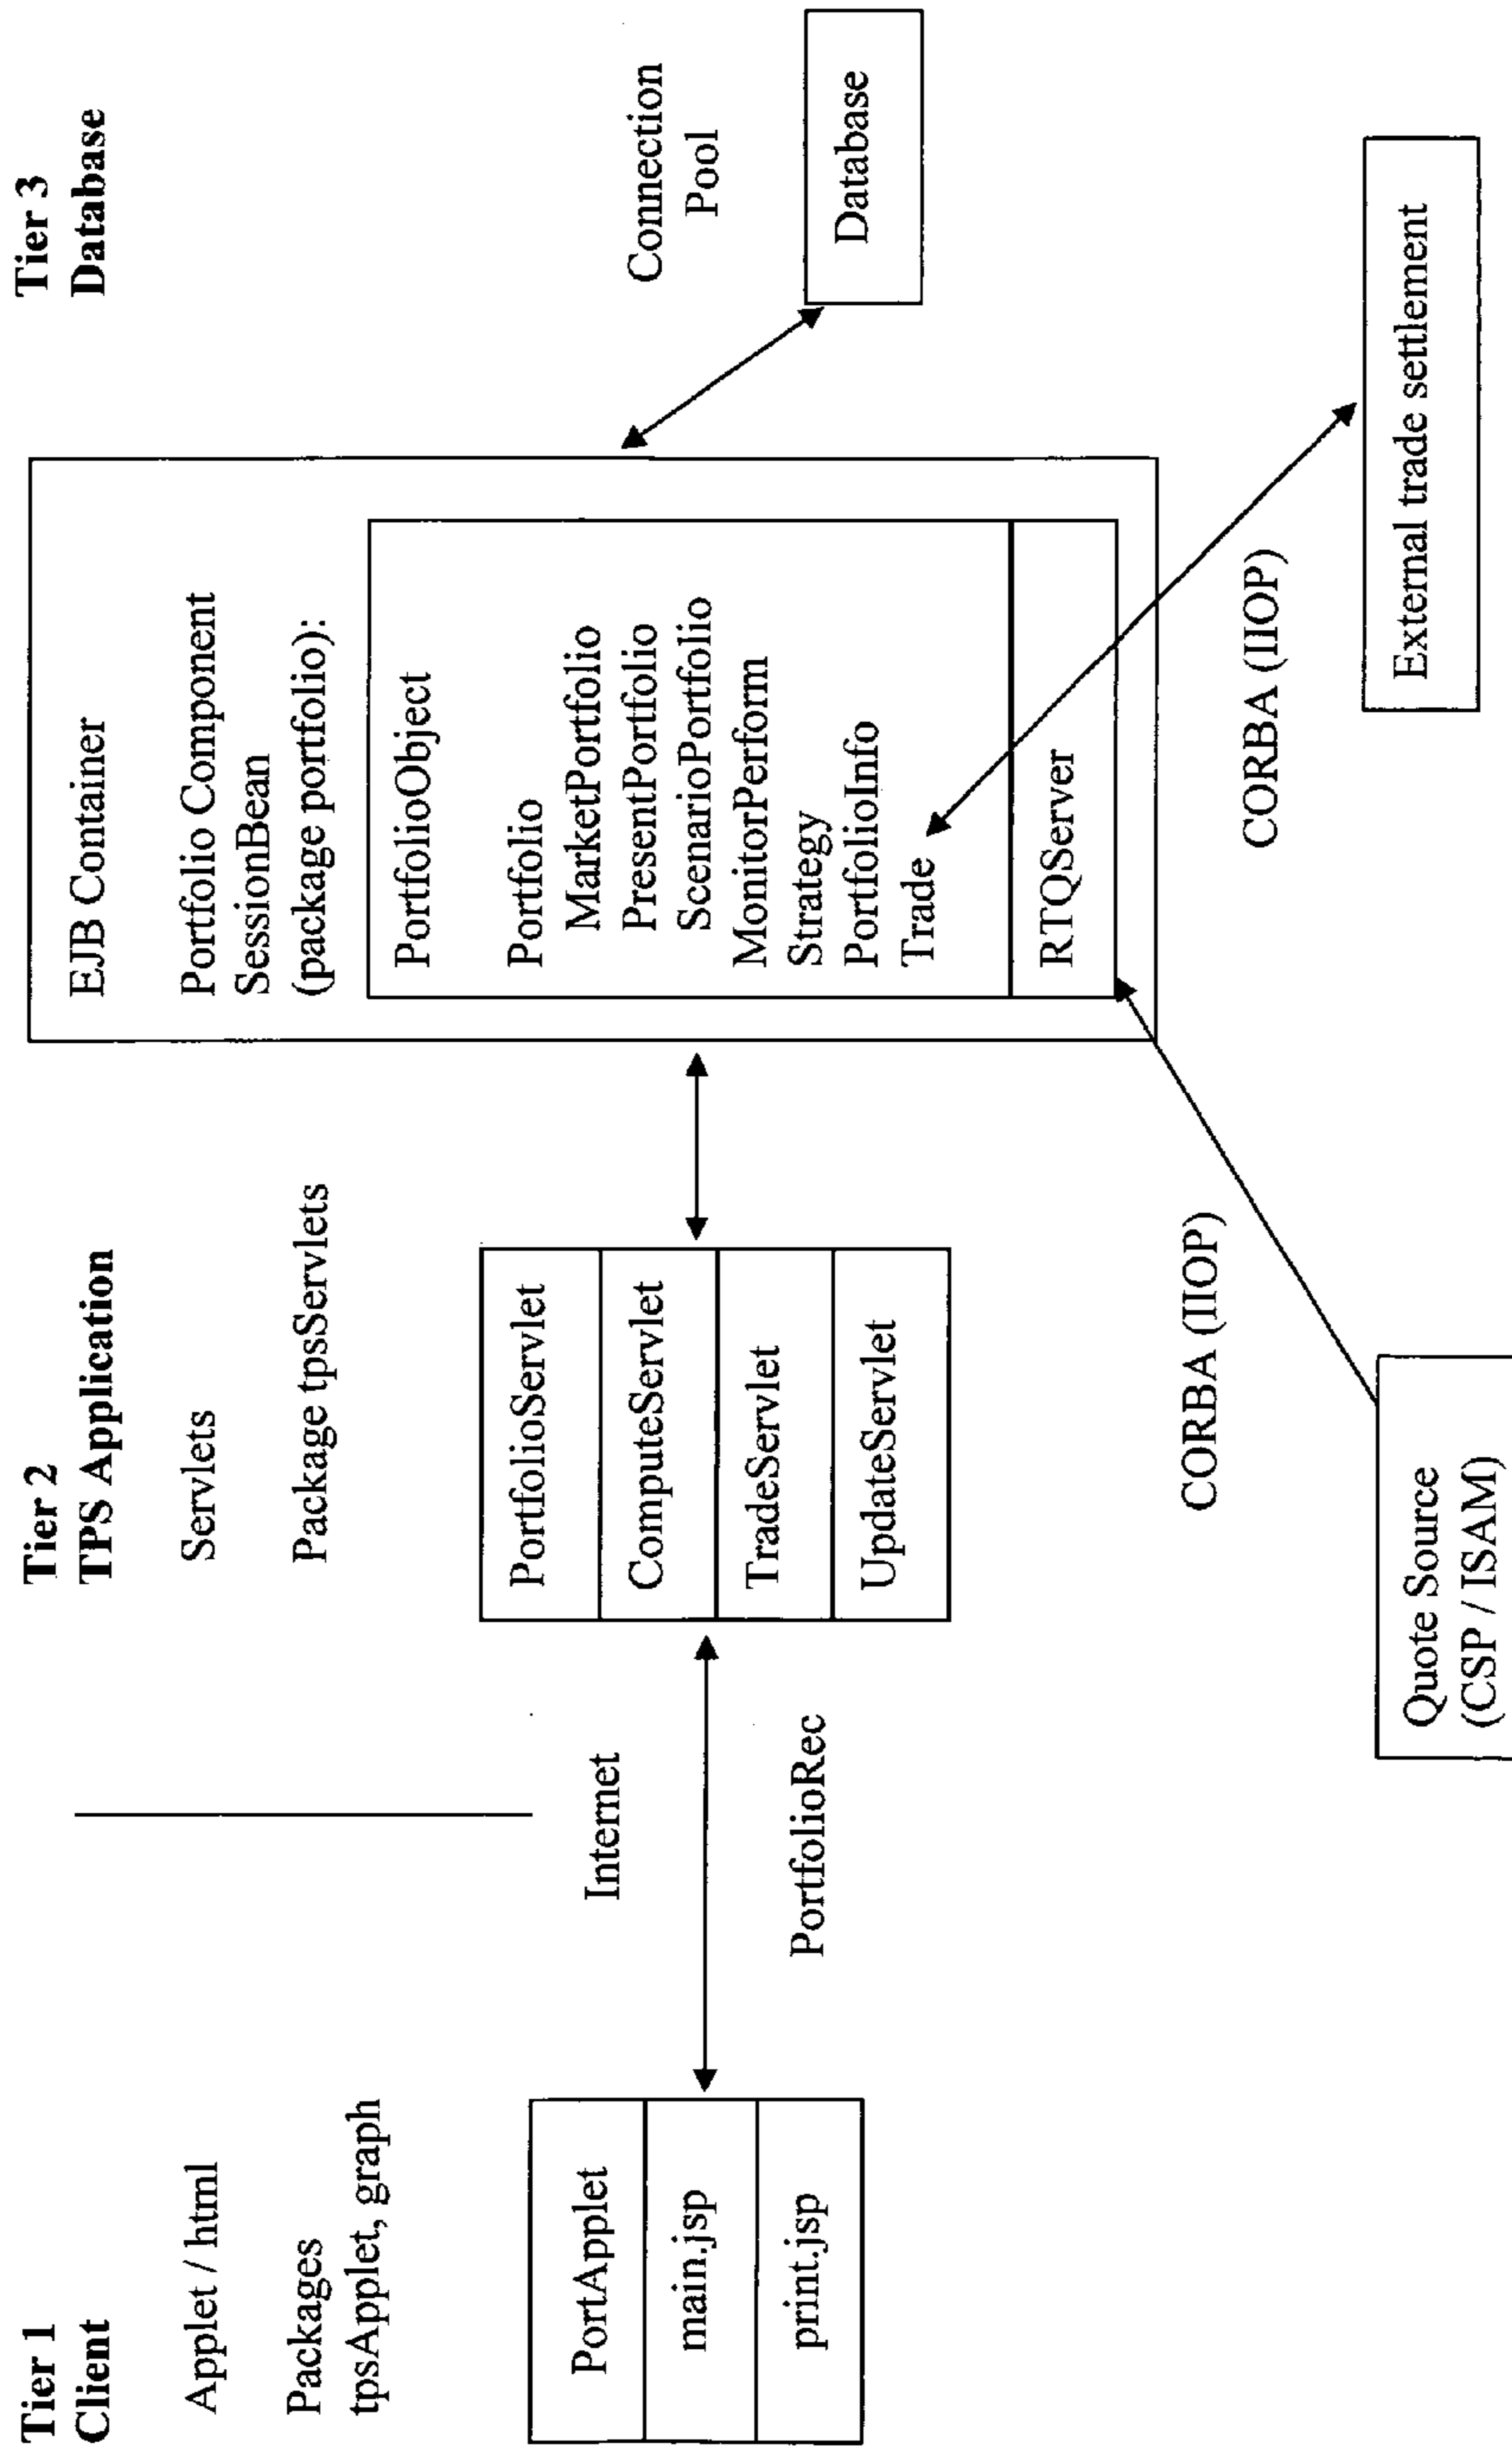 Tier 1
Client
Applet / html
Packages
tpsApplet, graph
PortApplet
main.jsp
print.jsp
Internet
PortfolioRec
Tier 2
TPS Application
Servlets
Package tpsServlets
PortfolioServlet
ComputeServlet
TradeServlet
UpdateServlet
CORBA (IIOP)
Quote Source
(CSP / ISAM)
EJB Container
Portfolio Component
SessionBean
(package portfolio):
PortfolioObject
Portfolio
MarketPortfolio
PresentPortfolio
ScenarioPortfolio
MonitorPerform
Strategy
PortfolioInfo
Trade
RTQServer
CORBA (IIOP)
Tier 3
Database
Connection
Pool
Database
External trade settlement